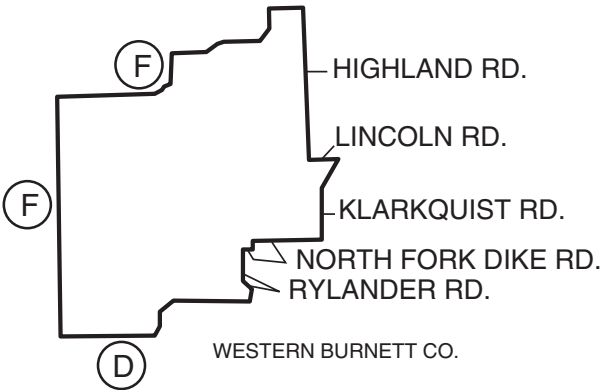 F
HIGHLAND RD.
LINCOLN RD.
F
KLARKQUIST RD.
NORTH FORK DIKE RD.
RYLANDER RD.
WESTERN BURNETT CO.
D